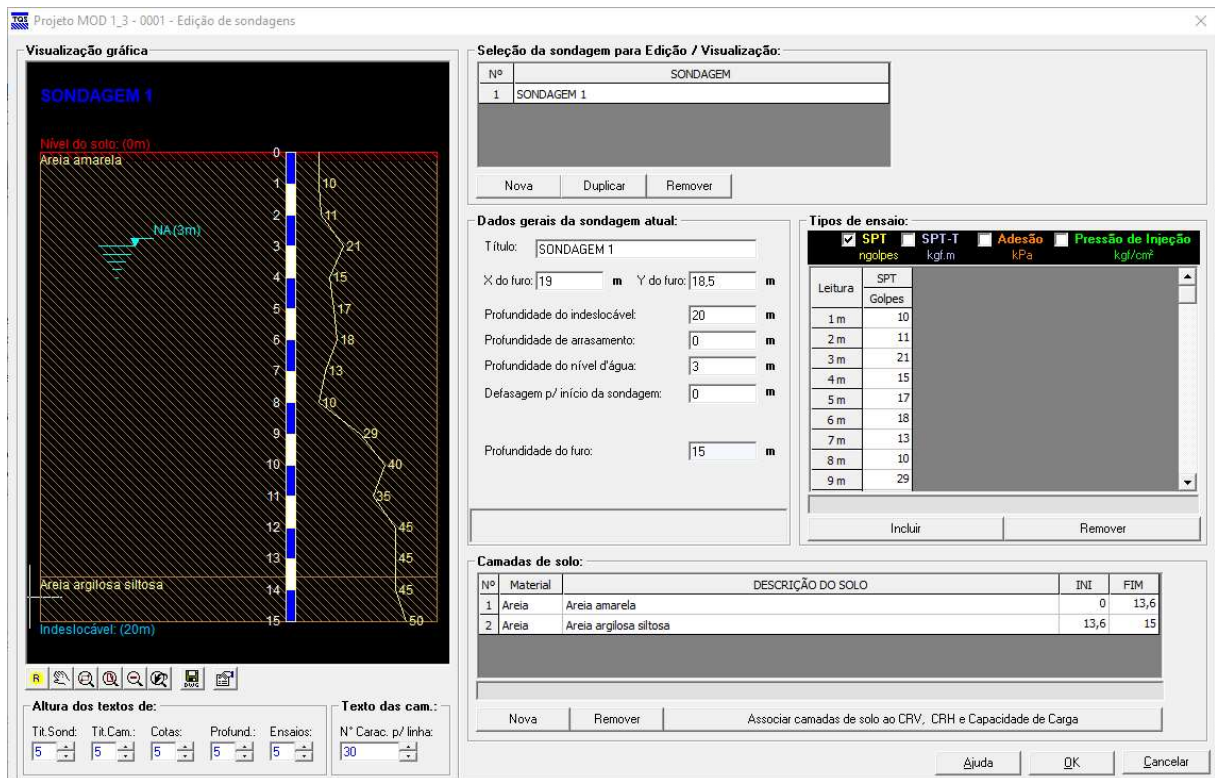 TQS Projeto MOD 1_3 - 0001 - Edição de sondagens
Visualização gráfica
SONDAGEM 1
Nível do solo: (0m)
Areia amarela
0
1
10
2
11
NA (3m)
3
21
4
15
5
17
6
18
7
13
8
10
9
29
10
40
11
35
12
45
13
45
Areia argilosa siltosa
14
45
15
50
Indeslocável: (20m)
R
DWG
Altura dos textos de:
Tit.Sond: Tit.Cam.: Cotas: Profund.: Ensaios:
5 5 5 5 5
Texto das cam.:
N° Carac. p/ linha:
30
Seleção da sondagem para Edição / Visualização:
Nº SONDAGEM
1 SONDAGEM 1
Nova Duplicar Remover
Dados gerais da sondagem atual:
Título: SONDAGEM 1
X do furo: 19 m Y do furo: 18,5 m
Profundidade do indeslocável: 20 m
Profundidade de arrasamento: 0 m
Profundidade do nível d'água: 3 m
Defasagem p/ início da sondagem: 0 m
Profundidade do furo: 15 m
Tipos de ensaio:
SPT SPT-T Adesão Pressão de Injeção
ngolpes kgf.m kPa kgf/cm²
Leitura SPT
Golpes
1 m 10
2 m 11
3 m 21
4 m 15
5 m 17
6 m 18
7 m 13
8 m 10
9 m 29
Incluir Remover
Camadas de solo:
Nº Material DESCRIÇÃO DO SOLO INI FIM
1 Areia Areia amarela 0 13,6
2 Areia Areia argilosa siltosa 13,6 15
Nova Remover Associar camadas de solo ao CRV, CRH e Capacidade de Carga
Ajuda OK Cancelar